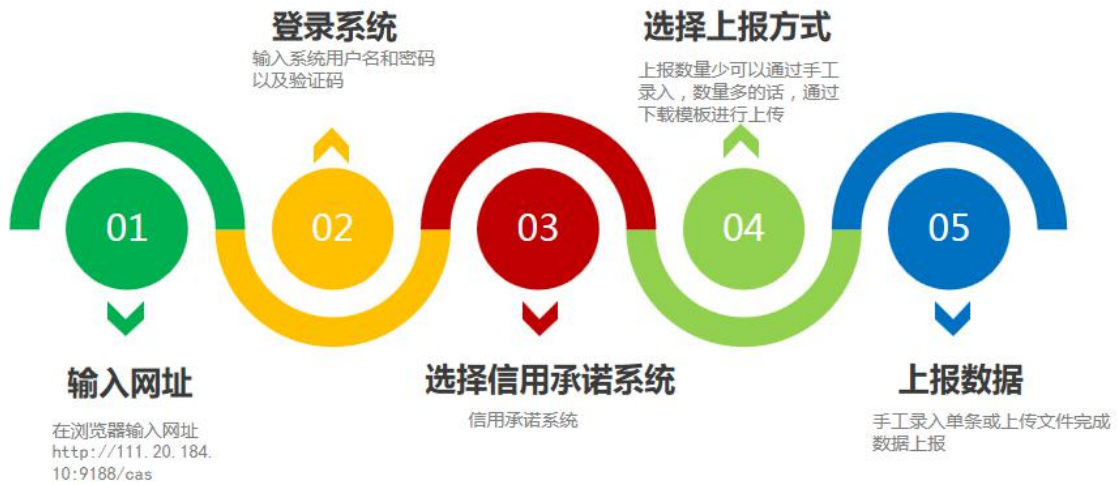 01
输入网址
在浏览器输入网址
http://111.20.184.
10:9188/cas
登录系统
输入系统用户名和密码
以及验证码
02
03
选择信用承诺系统
信用承诺系统
选择上报方式
上报数量少可以通过手工
录入，数量多的话，通过
下载模板进行上传
04
05
上报数据
手工录入单条或上传文件完成
数据上报